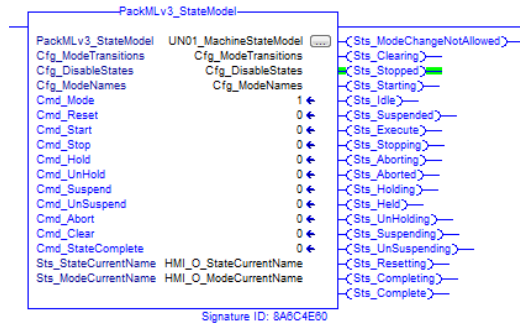 PackMLv3_StateModel
PackMLv3_StateModel UN01_MachineStateModel ... Sts_ModeChangeNotAllowed
Cfg_ModeTransitions Cfg_ModeTransitions Sts_Clearing
Cfg_DisableStates Cfg_DisableStates Sts_Stopped
Cfg_ModeNames Cfg_ModeNames Sts_Starting
Cmd_Mode 1 Sts_Idle
Cmd_Reset 0 Sts_Suspended
Cmd_Start 0 Sts_Execute
Cmd_Stop 0 Sts_Stopping
Cmd_Hold 0 Sts_Aborting
Cmd_UnHold 0 Sts_Aborted
Cmd_Suspend 0 Sts_Holding
Cmd_UnSuspend 0 Sts_Held
Cmd_Abort 0 Sts_UnHolding
Cmd_Clear 0 Sts_Suspending
Cmd_StateComplete 0 Sts_UnSuspending
Sts_StateCurrentName HMI_O_StateCurrentName Sts_Resetting
Sts_ModeCurrentName HMI_O_ModeCurrentName Sts_Completing
Sts_Complete
Signature ID: 8A6C4E60